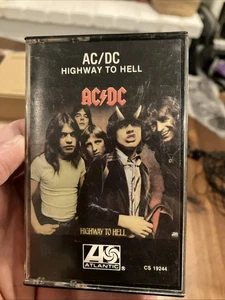 AC/DC
HIGHWAY TO HELL
AC/DC
HIGHWAY TO HELL
ATLANTIC®
CS 19244